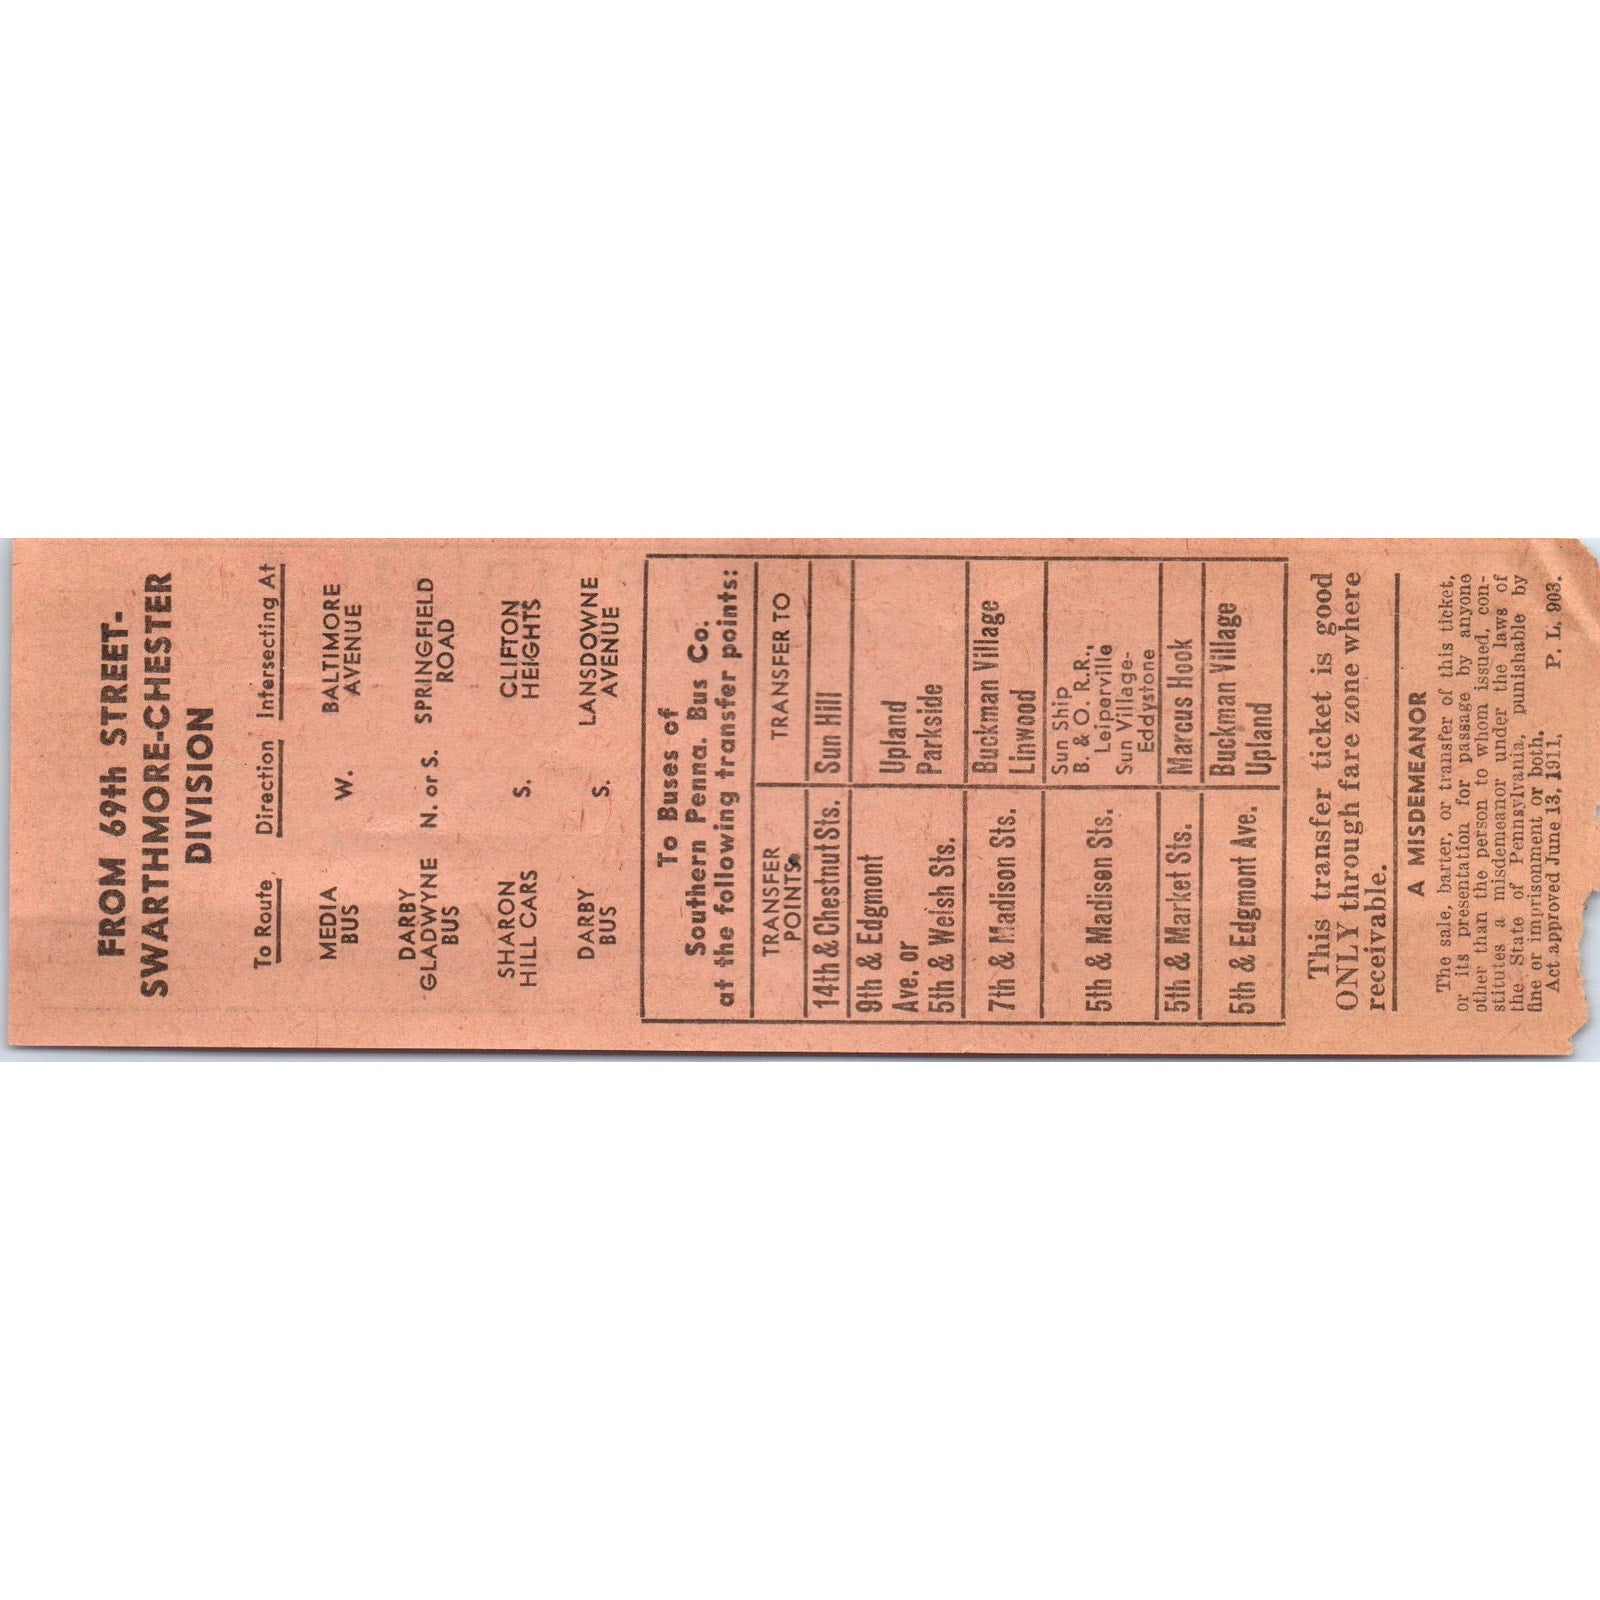 FROM 69th STREET-
SWARTHMORE-CHESTER
DIVISION
To Route Direction Intersecting At
MEDIA BALTIMORE
BUS W. AVENUE
DARBY
GLADWYNE N. or S. SPRINGFIELD
BUS ROAD
SHARON CLIFTON
HILL CARS S. HEIGHTS
DARBY LANSDOWNE
BUS S. AVENUE
To Buses of
Southern Penna. Bus Co.
at the following transfer points:
TRANSFER
POINTS TRANSFER TO
14th & Chestnut Sts. Sun Hill
9th & Edgmont
Ave. or Upland
5th & Welsh Sts. Parkside
7th & Madison Sts. Buckman Village
Linwood
Sun Ship
B. & O. R.R.,
5th & Madison Sts. Leiperville
Sun Village-
Eddystone
5th & Market Sts. Marcus Hook
5th & Edgmont Ave. Buckman Village
Upland
This transfer ticket is good
ONLY through fare zone where
receivable.
A MISDEMEANOR
The sale, barter, or transfer of this ticket,
or its presentation for passage by anyone
other than the person to whom issued, con-
stitutes a misdemeanor under the laws of
the State of Pennsylvania, punishable by
fine or imprisonment or both.
Act approved June 13, 1911. P. L. 903.